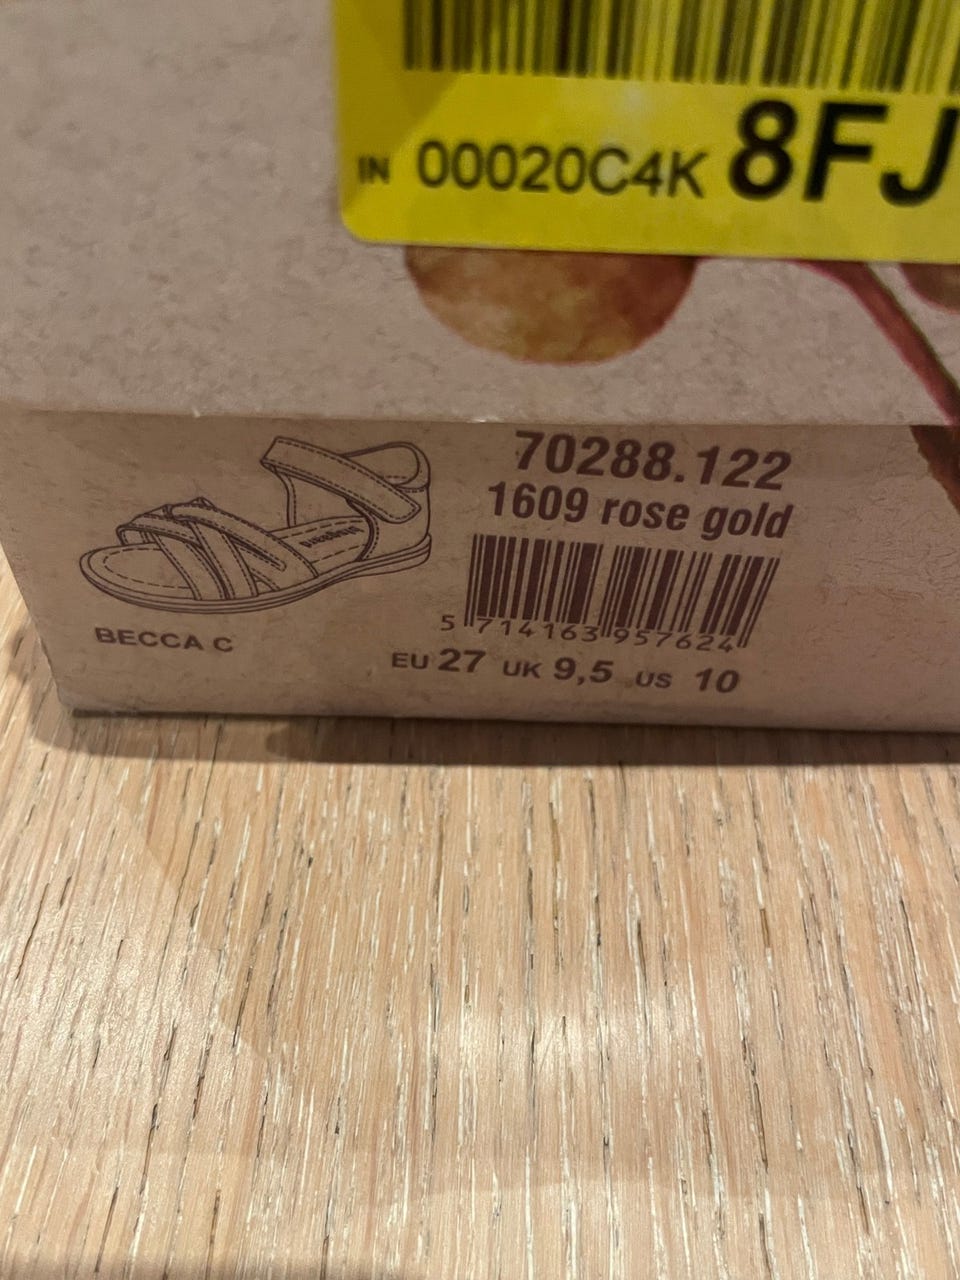 IN 00020C4K 8FJ
70288.122
1609 rose gold
5 714163 957624
BECCA C
EU 27 UK 9,5 US 10